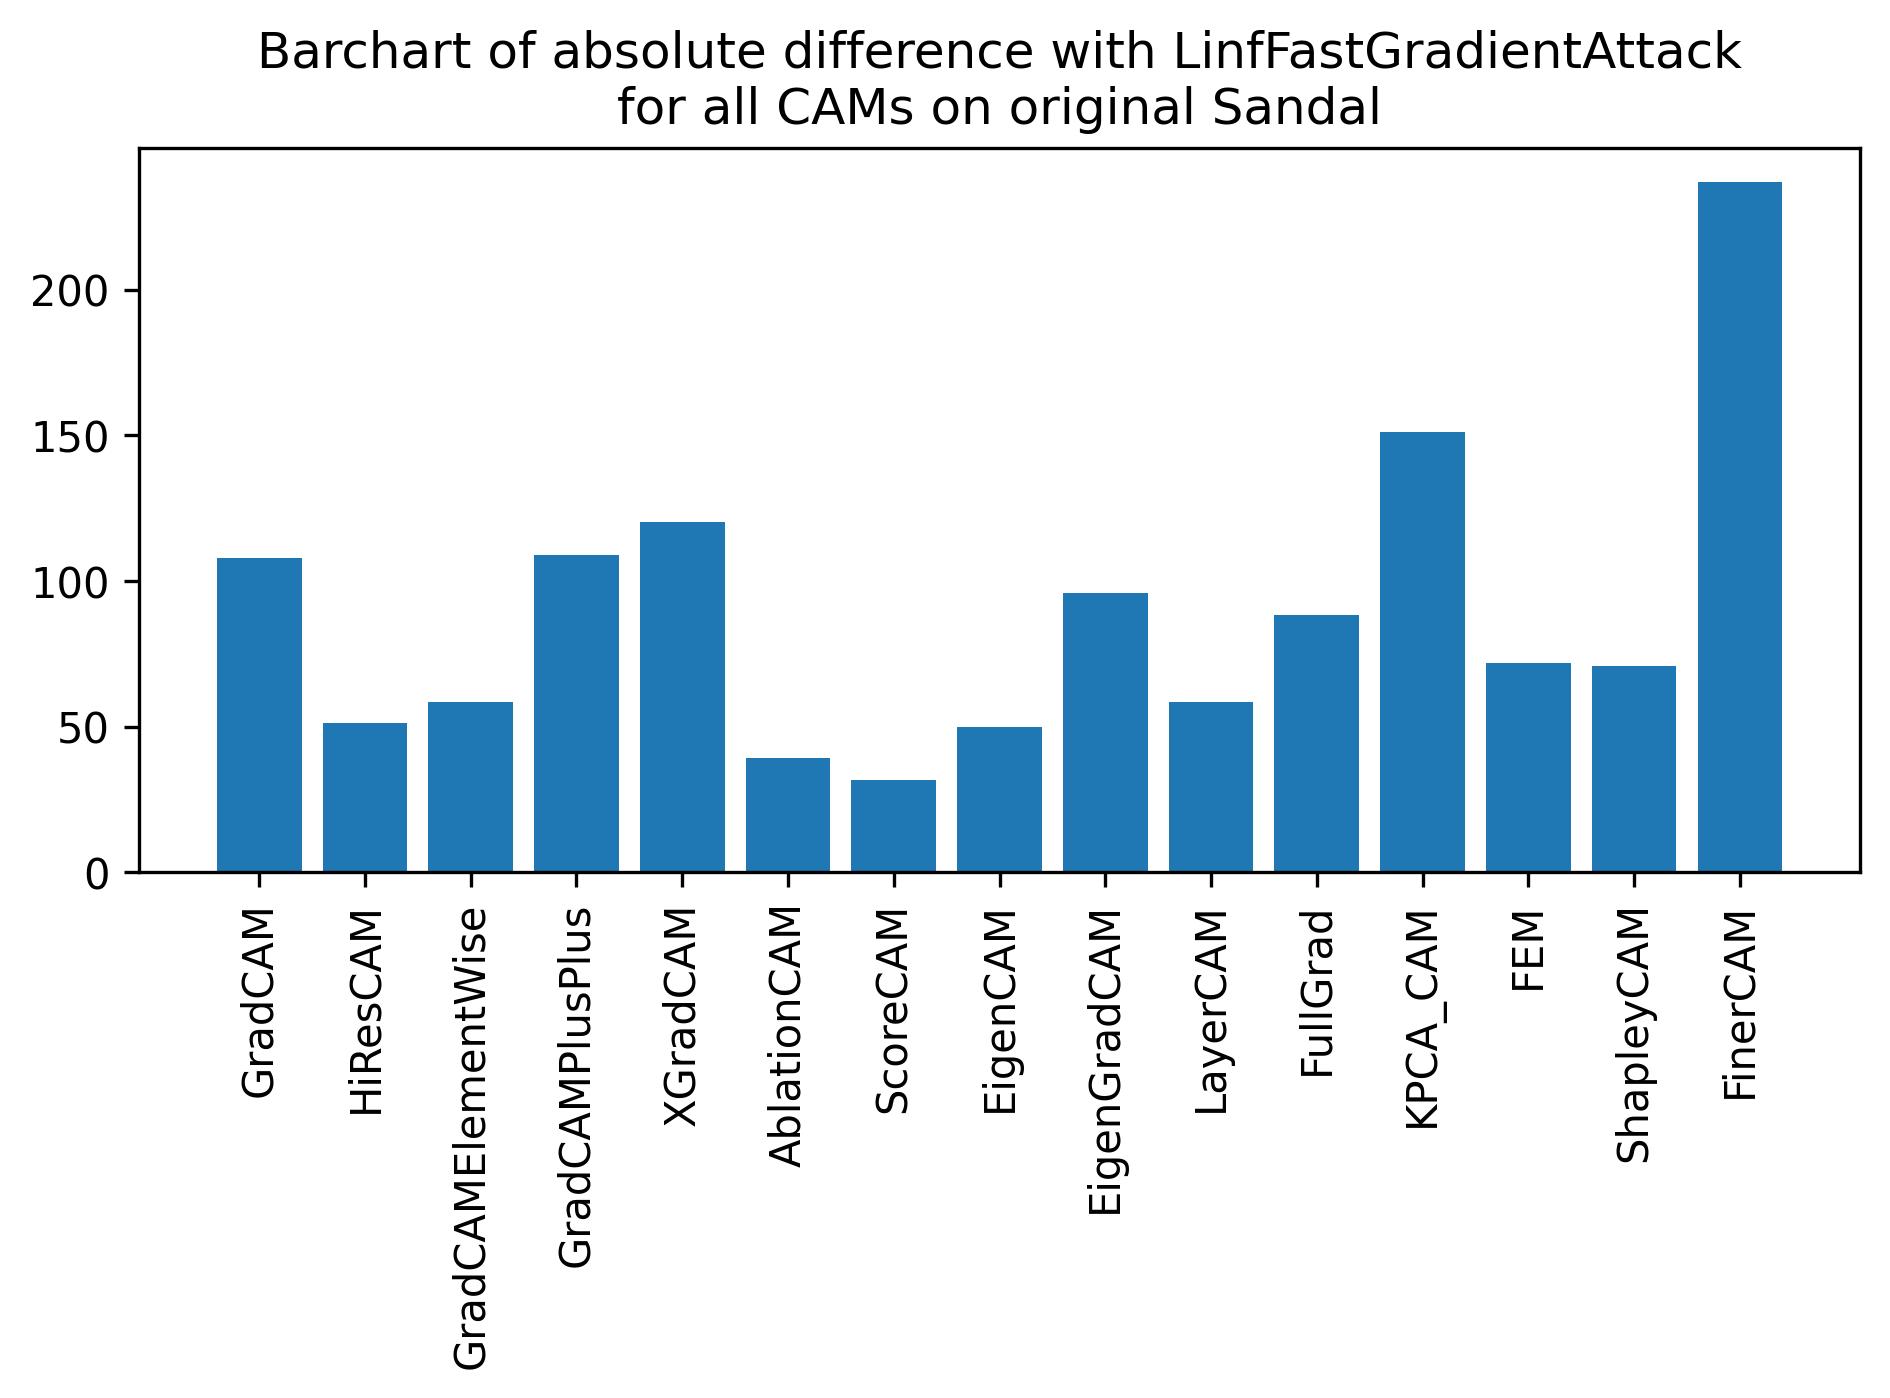 Barchart of absolute difference with LinfFastGradientAttack
for all CAMs on original Sandal
200
150
100
50
0
GradCAM
HiResCAM
GradCAMElementWise
GradCAMPlusPlus
XGradCAM
AblationCAM
ScoreCAM
EigenCAM
EigenGradCAM
LayerCAM
FullGrad
KPCA_CAM
FEM
ShapleyCAM
FinerCAM